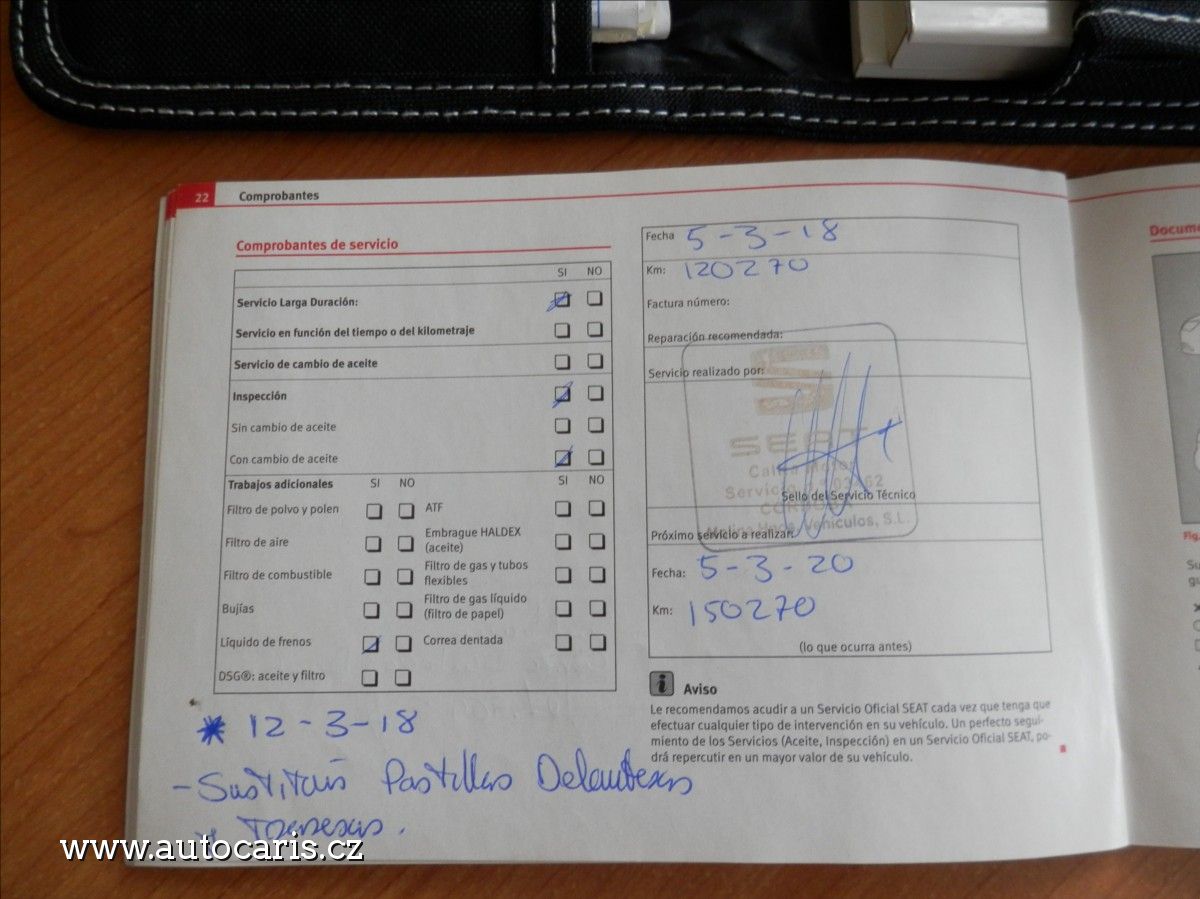 22 Comprobantes
Comprobantes de servicio
SI NO
Servicio Larga Duración:
Servicio en función del tiempo o del kilometraje
Servicio de cambio de aceite
Inspección
Sin cambio de aceite
Con cambio de aceite
Trabajos adicionales SI NO SI NO
Filtro de polvo y polen ATF
Filtro de aire Embrague HALDEX
(aceite)
Filtro de combustible Filtro de gas y tubos
flexibles
Bujías Filtro de gas líquido
(filtro de papel)
Líquido de frenos Correa dentada
DSG®: aceite y filtro
* 12-3-18
- Pastillas Delanteras
Traseras.
Fecha 5-3-18
Km: 120270
Factura número:
Reparación recomendada:
Servicio realizado por:
SEAT
Servicio
Sello del Servicio Técnico
Vehiculos, S.L.
Próximo servicio a realizar:
Fecha: 5-3-20
Km: 150270
(lo que ocurra antes)
i Aviso
Le recomendamos acudir a un Servicio Oficial SEAT cada vez que tenga que
efectuar cualquier tipo de intervención en su vehículo. Un perfecto segui-
miento de los Servicios (Aceite, Inspección) en un Servicio Oficial SEAT, po-
drá repercutir en un mayor valor de su vehículo.
Docume
Fig.
Su
gu
www.autocaris.cz